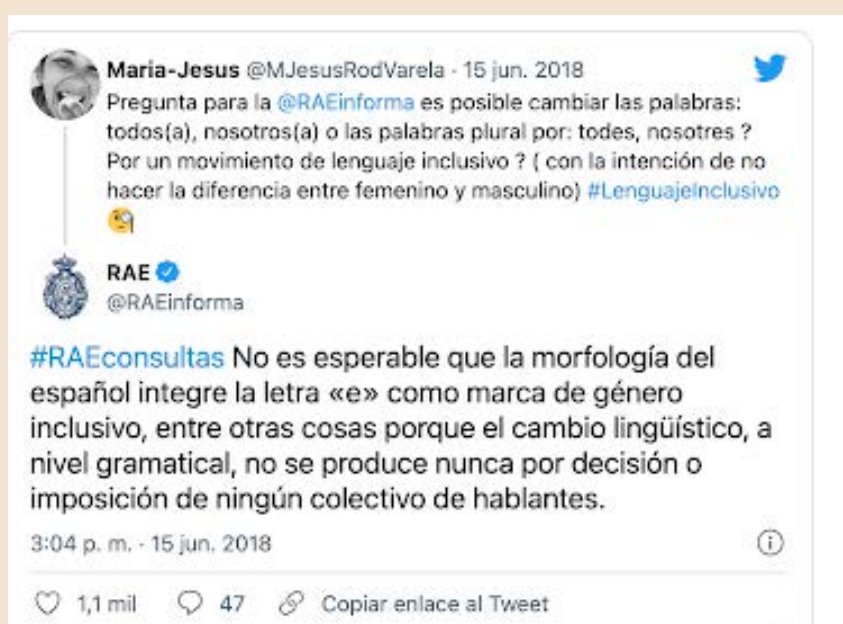 Maria-Jesus @MJesusRodVarela · 15 jun. 2018
Pregunta para la @RAEinforma es posible cambiar las palabras:
todos(a), nosotros(a) o las palabras plural por: todes, nosotres ?
Por un movimiento de lenguaje inclusivo ? ( con la intención de no
hacer la diferencia entre femenino y masculino) #LenguajeInclusivo
🧐
RAE
@RAEinforma
#RAEconsultas No es esperable que la morfología del
español integre la letra «e» como marca de género
inclusivo, entre otras cosas porque el cambio lingüístico, a
nivel gramatical, no se produce nunca por decisión o
imposición de ningún colectivo de hablantes.
3:04 p. m. · 15 jun. 2018
1,1 mil 47 Copiar enlace al Tweet